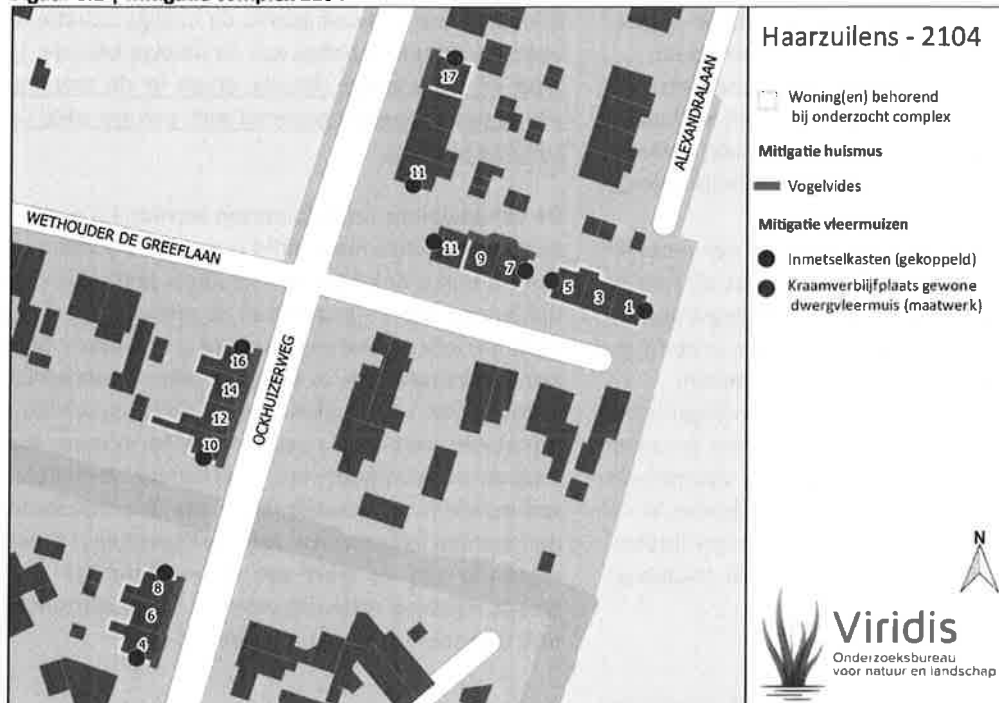 Haarzuilens - 2104
Woning(en) behorend
bij onderzocht complex
Mitigatie huismus
Vogelvides
Mitigatie vleermuizen
Inmetselkasten (gekoppeld)
Kraamverblijfplaats gewone
dwergvleermuis (maatwerk)
N
Viridis
Onderzoeksbureau
voor natuur en landschap
ALEXANDRALAAN
WETHOUDER DE GREEFLAAN
OCKHUIZERWEG
17
11
11
9
7
5
3
1
16
14
12
10
8
6
4